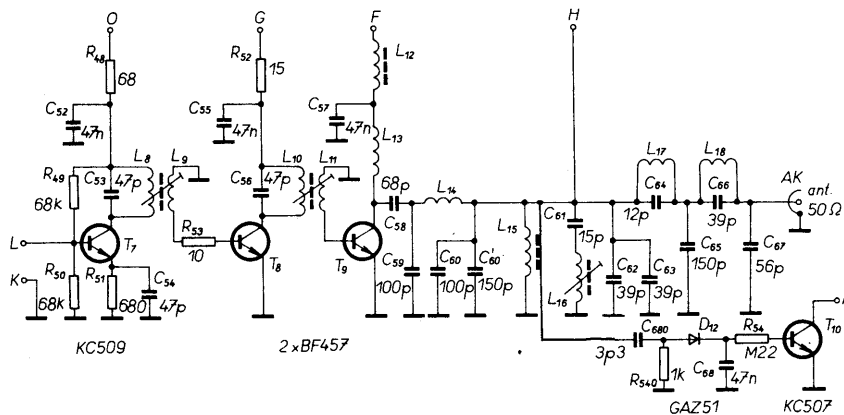 O
G
F
H
R48
68
R52
15
L12
C52
47n
C55
47n
C57
47n
L13
L8
L9
L10
L11
L17
L18
AK
ant.
50 Ω
R49
68k
C53
47p
C56
47p
68p
C58
L14
C64
12p
C66
39p
L
T7
R53
10
T8
T9
C59
100p
C60
100p
C'60
150p
L15
C61
15p
L16
C62
39p
C63
39p
C65
150p
C67
56p
K
R50
68k
R51
680
C54
47p
3p3
C680
D12
R54
M22
T10
R540
1k
C68
47n
KC509
2xBF457
GAZ51
KC507